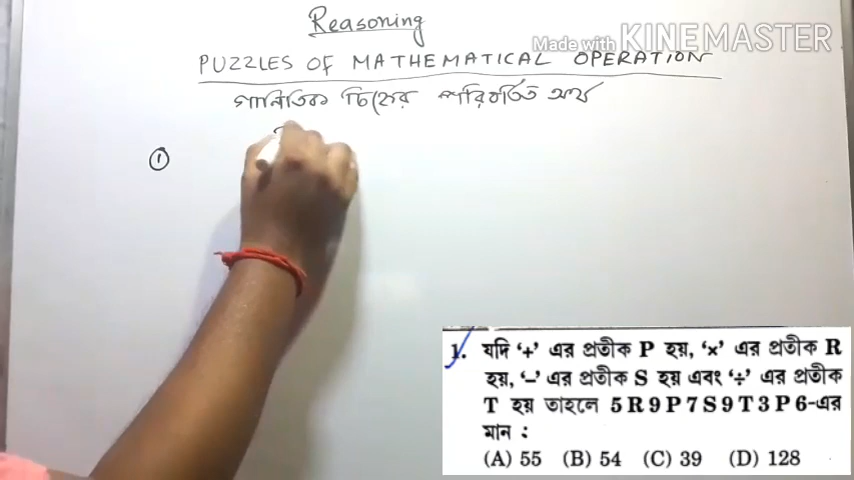 Reasoning
Made with KINEMASTER
PUZZLES OF MATHEMATICAL OPERATION
গানিতিক চিহ্নের পরিবর্তিত অর্থ
①
1. যদি ‘+’ এর প্রতীক P হয়, ‘×’ এর প্রতীক R
হয়, ‘–’ এর প্রতীক S হয় এবং ‘÷’ এর প্রতীক
T হয় তাহলে 5 R 9 P 7 S 9 T 3 P 6-এর
মান :
(A) 55 (B) 54 (C) 39 (D) 128